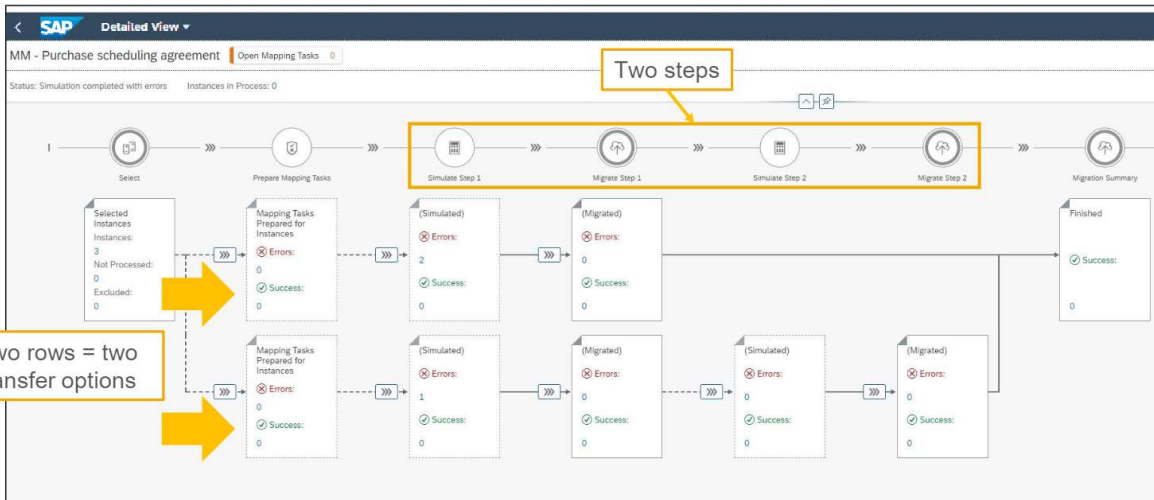 SAP Detailed View
MM - Purchase scheduling agreement Open Mapping Tasks 0
Two steps
Status: Simulation completed with errors Instances in Process: 0
Select Prepare Mapping Tasks Simulate Step 1 Migrate Step 1 Simulate Step 2 Migrate Step 2 Migration Summary
Selected
Instances
Instances:
3
Not Processed:
0
Excluded:
0
Mapping Tasks
Prepared for
Instances
Errors:
0
Success:
0
(Simulated)
Errors:
2
Success:
0
(Migrated)
Errors:
0
Success:
0
Finished
Success:
0
wo rows = two
ansfer options
Mapping Tasks
Prepared for
Instances
Errors:
0
Success:
0
(Simulated)
Errors:
1
Success:
0
(Migrated)
Errors:
0
Success:
0
(Simulated)
Errors:
0
Success:
0
(Migrated)
Errors:
0
Success:
0